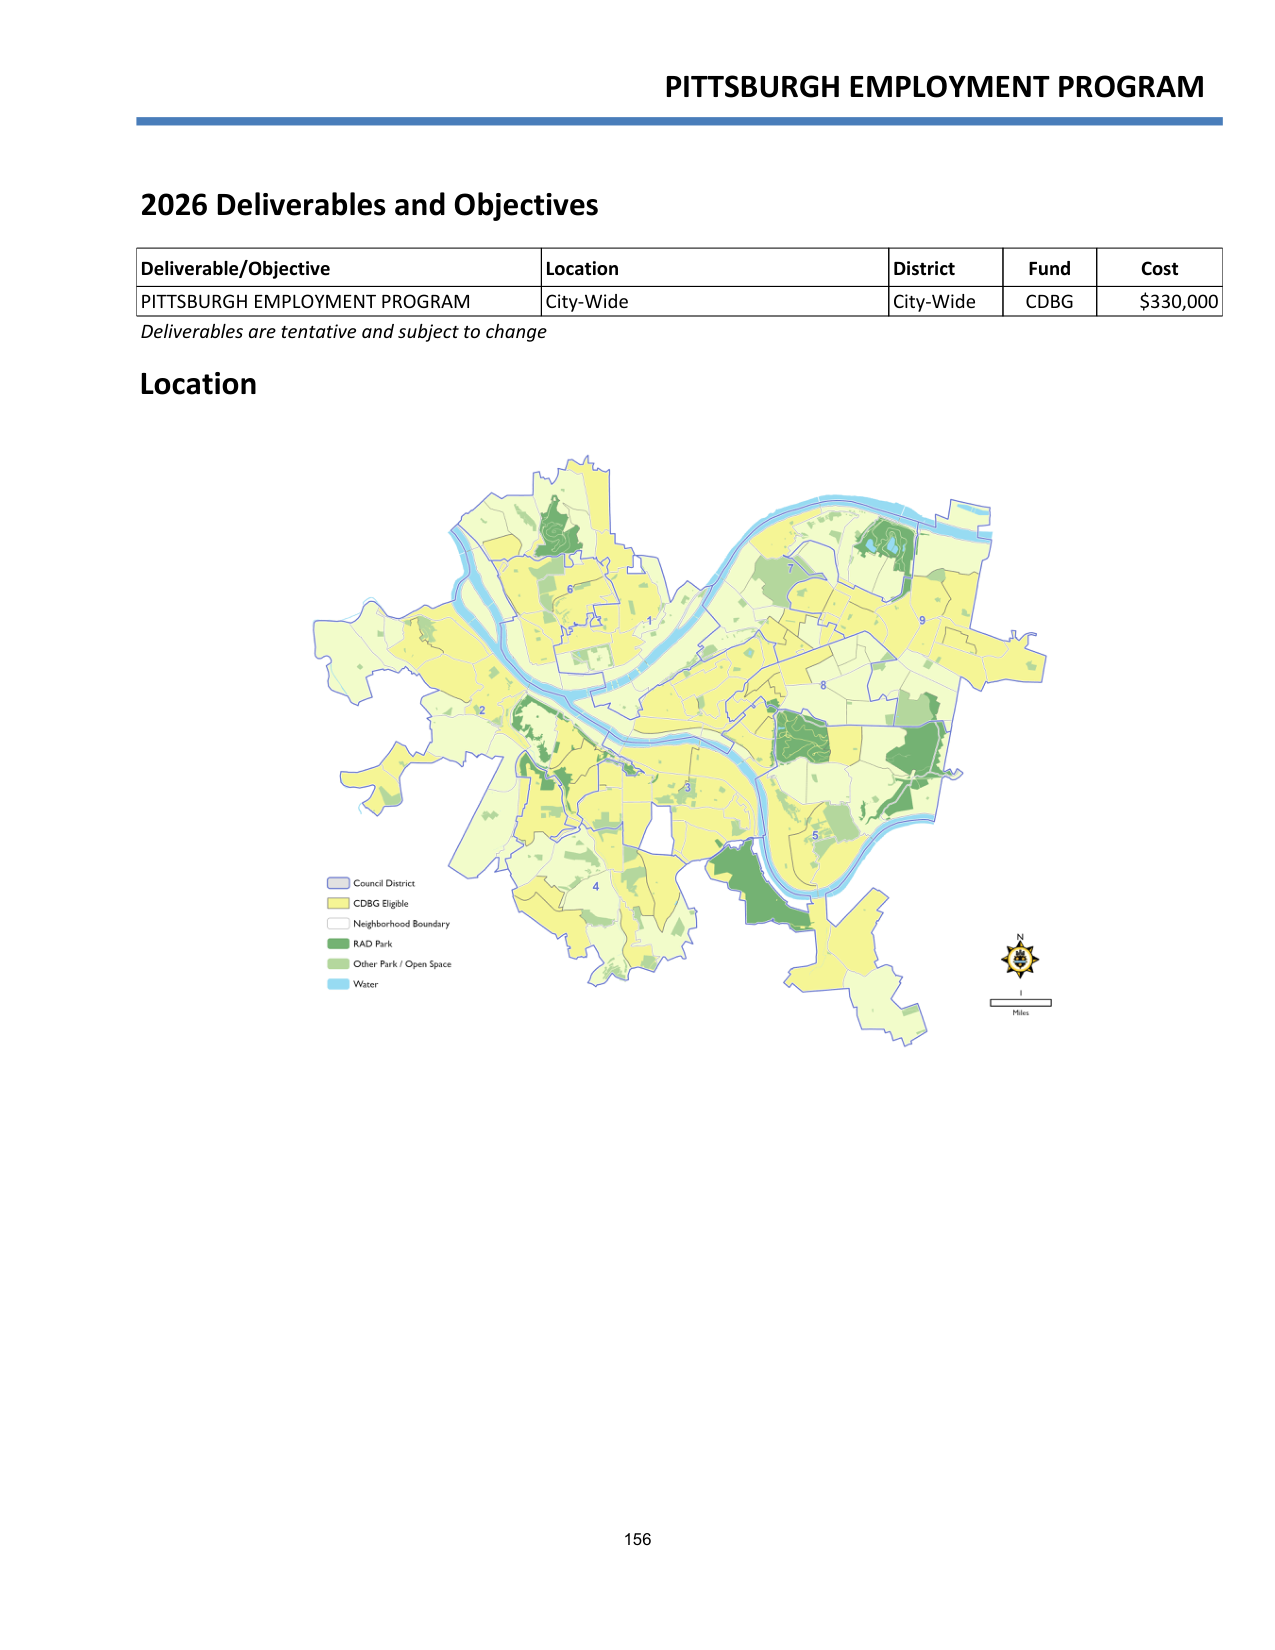 PITTSBURGH EMPLOYMENT PROGRAM
2026 Deliverables and Objectives
Deliverable/Objective Location District Fund Cost
PITTSBURGH EMPLOYMENT PROGRAM City-Wide City-Wide CDBG $330,000
Deliverables are tentative and subject to change
Location
7
6
1
9
8
2
3
5
4
Council District
CDBG Eligible
Neighborhood Boundary
RAD Park
Other Park / Open Space
Water
N
1
Miles
156